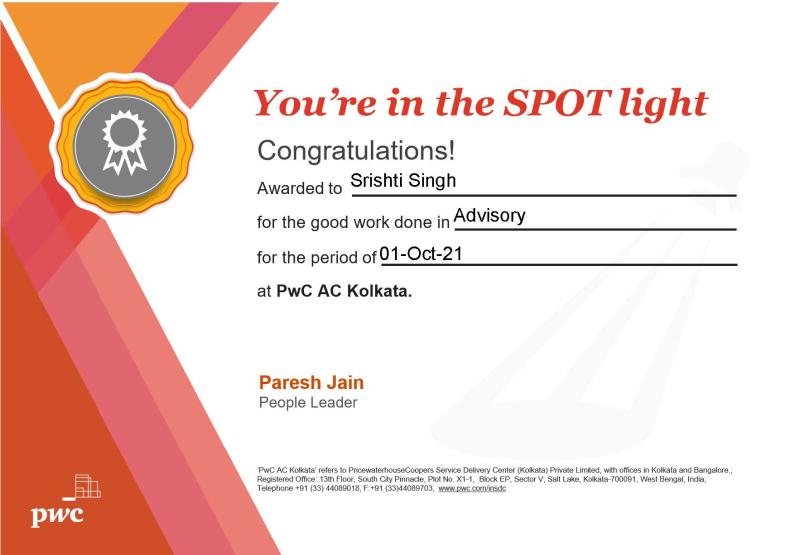 You're in the SPOT light
Congratulations!
Awarded to Srishti Singh
for the good work done in Advisory
for the period of 01-Oct-21
at PwC AC Kolkata.
Paresh Jain
People Leader
'PwC AC Kolkata' refers to PricewaterhouseCoopers Service Delivery Center (Kolkata) Private Limited, with offices in Kolkata and Bangalore.;
Registered Office: 13th Floor, South City Pinnacle, Plot No. X1-1, Block EP, Sector V, Salt Lake, Kolkata-700091, West Bengal, India;
Telephone +91 (33) 44089018, F:+91 (33)44089703, www.pwc.com/insdc
pwc